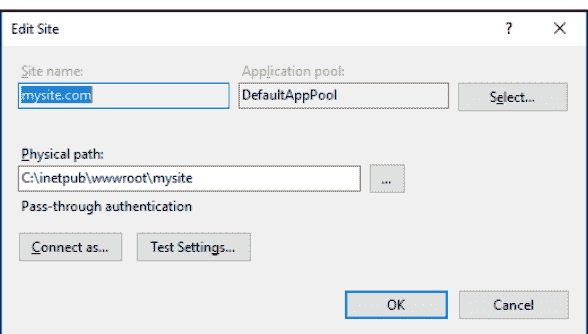 Edit Site
?
×
Site name:
Application pool:
mysite.com
DefaultAppPool
Select...
Physical path:
C:\inetpub\wwwroot\mysite
...
Pass-through authentication
Connect as...
Test Settings...
OK
Cancel